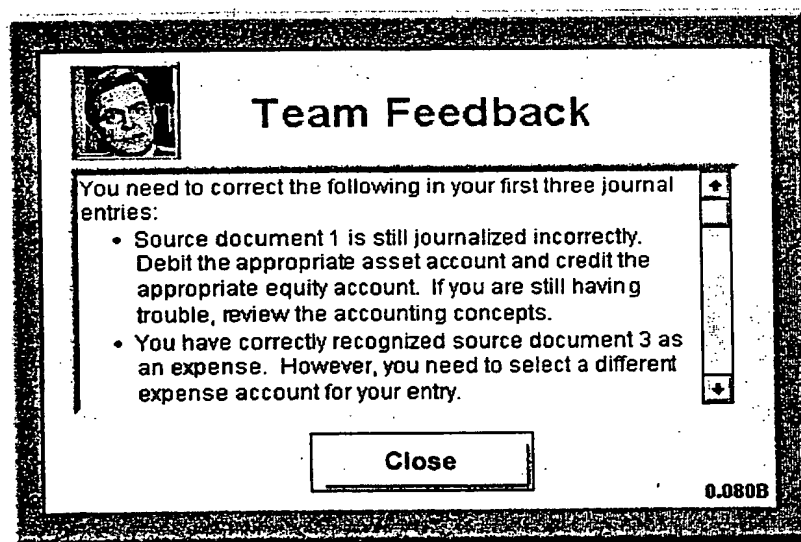 Team Feedback
You need to correct the following in your first three journal
entries:
• Source document 1 is still journalized incorrectly.
Debit the appropriate asset account and credit the
appropriate equity account. If you are still having
trouble, review the accounting concepts.
• You have correctly recognized source document 3 as
an expense. However, you need to select a different
expense account for your entry.
Close
0.080B